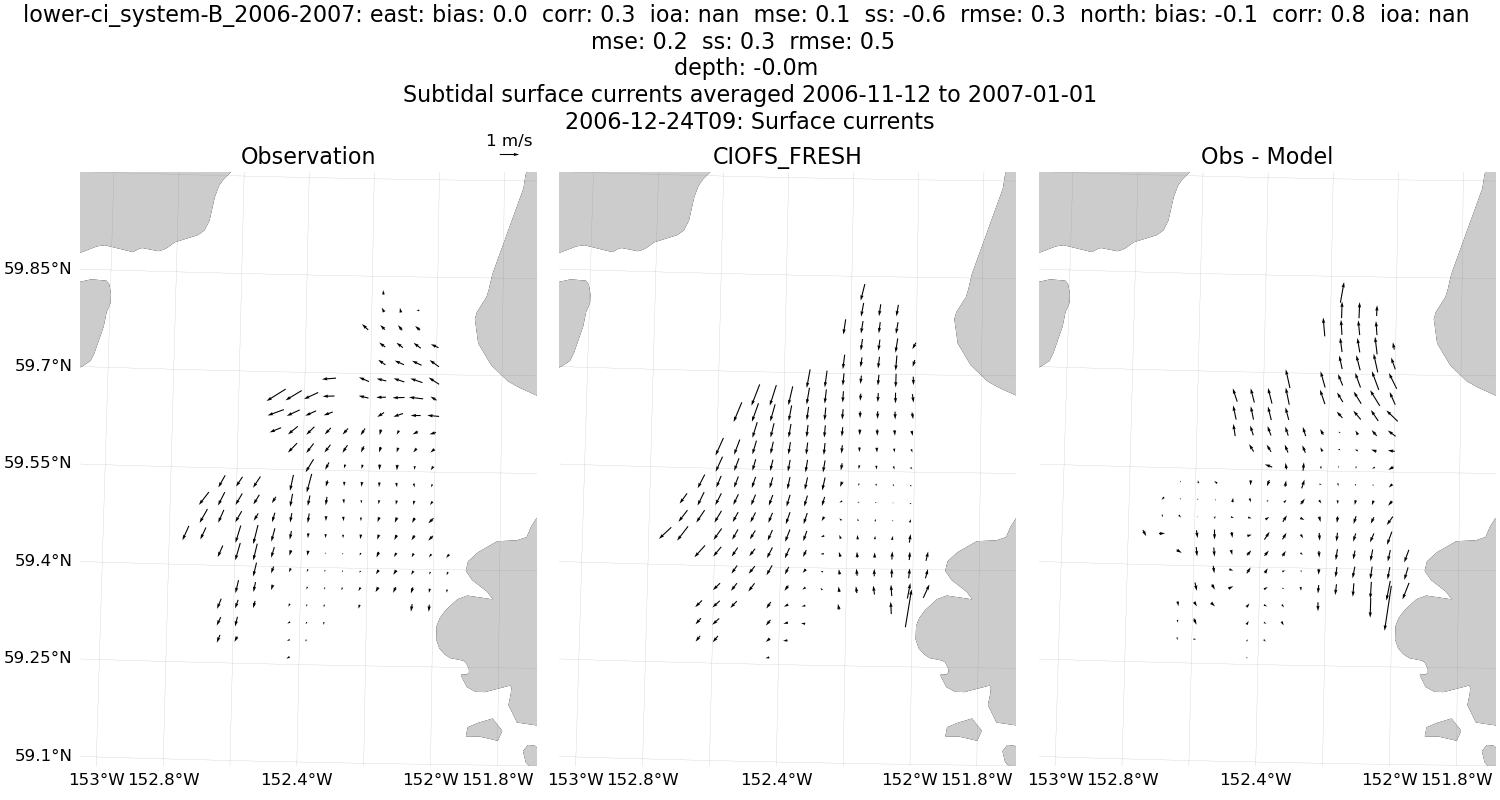 lower-ci_system-B_2006-2007: east: bias: 0.0 corr: 0.3 ioa: nan mse: 0.1 ss: -0.6 rmse: 0.3 north: bias: -0.1 corr: 0.8 ioa: nan
mse: 0.2 ss: 0.3 rmse: 0.5
depth: -0.0m
Subtidal surface currents averaged 2006-11-12 to 2007-01-01
2006-12-24T09: Surface currents
1 m/s
Observation CIOFS_FRESH Obs - Model
59.85°N
59.7°N
59.55°N
59.4°N
59.25°N
59.1°N
153°W 152.8°W 152.4°W 152°W 151.8°W 153°W 152.8°W 152.4°W 152°W 151.8°W 153°W 152.8°W 152.4°W 152°W 151.8°W